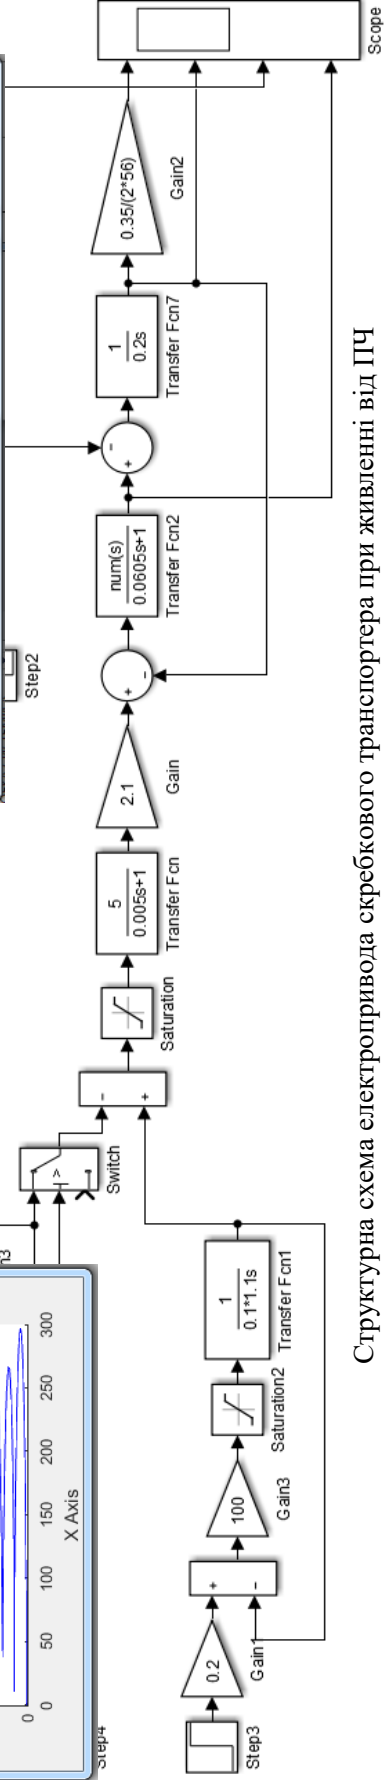 Scope
0.35/(2*56)
Gain2
1
0.2s
Transfer Fcn7
-
+
num(s)
0.0605s+1
Transfer Fcn2
Step2
+
-
2.1
Gain
5
0.005s+1
Transfer Fcn
Saturation
-
+
>
Switch
1
0.1*1.1s
Transfer Fcn1
Saturation2
100
Gain3
+
-
0.2
Gain1
Step3
Step4
0
0 50 100 150 200 250 300
X Axis
Структурна схема електропривода скребкового транспортера при живленні від ПЧ